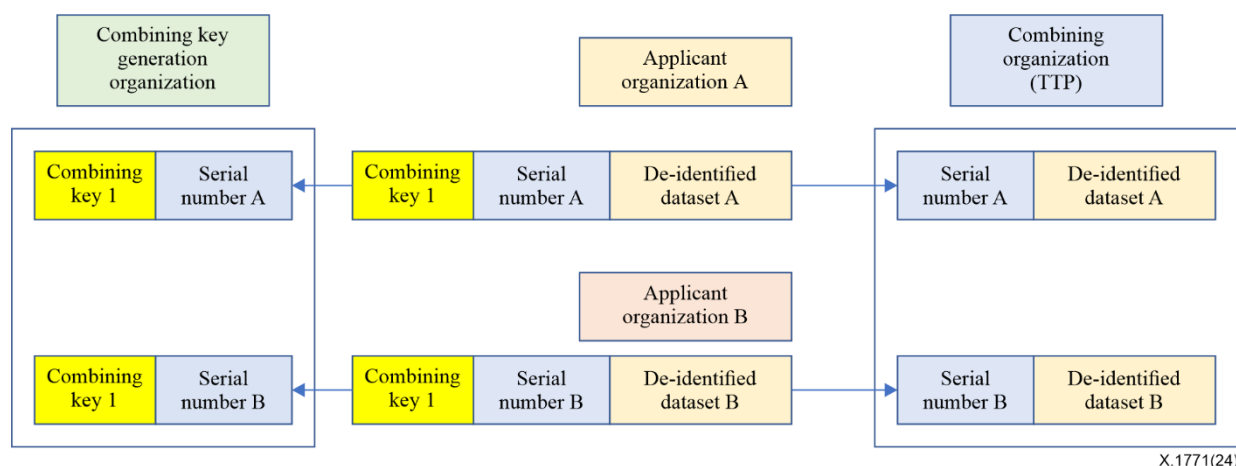 Combining key
generation
organization
Applicant
organization A
Combining
organization
(TTP)
Combining
key 1
Serial
number A
Combining
key 1
Serial
number A
De-identified
dataset A
Serial
number A
De-identified
dataset A
Applicant
organization B
Combining
key 1
Serial
number B
Combining
key 1
Serial
number B
De-identified
dataset B
Serial
number B
De-identified
dataset B
X.1771(24)